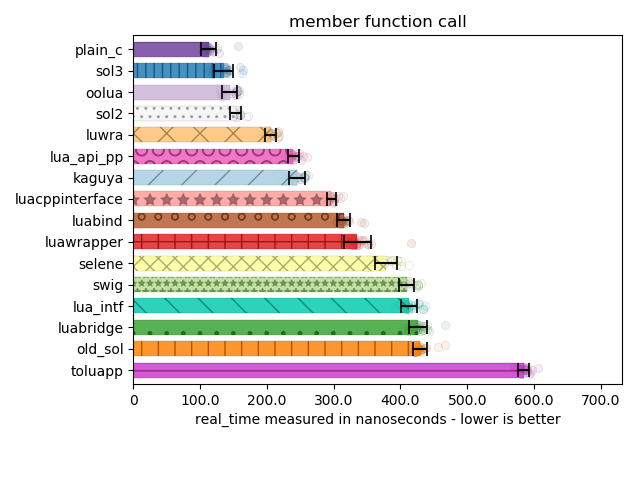 member function call
plain_c
sol3
oolua
sol2
luwra
lua_api_pp
kaguya
luacppinterface
luabind
luawrapper
selene
swig
lua_intf
luabridge
old_sol
toluapp
0 100.0 200.0 300.0 400.0 500.0 600.0 700.0
real_time measured in nanoseconds - lower is better